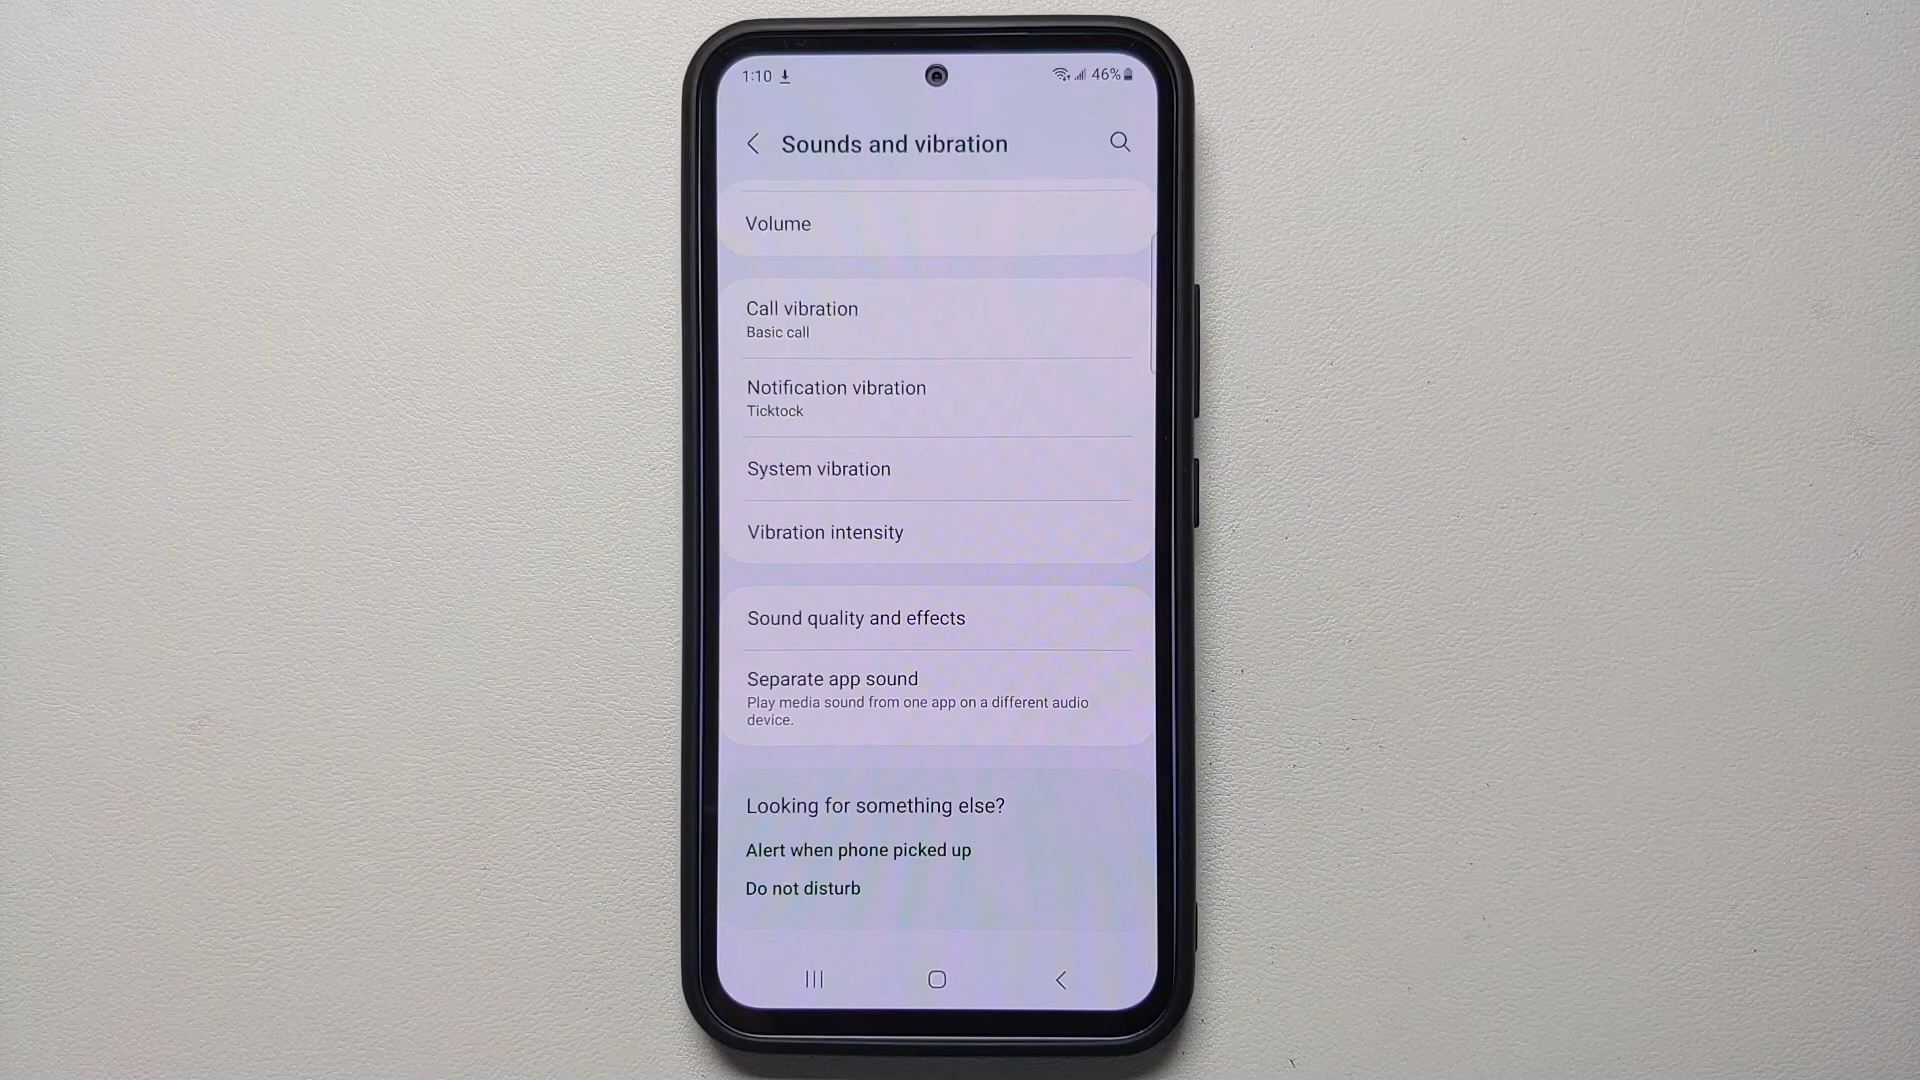 1:10 46%
Sounds and vibration
Volume
Call vibration
Basic call
Notification vibration
Ticktock
System vibration
Vibration intensity
Sound quality and effects
Separate app sound
Play media sound from one app on a different audio
device.
Looking for something else?
Alert when phone picked up
Do not disturb